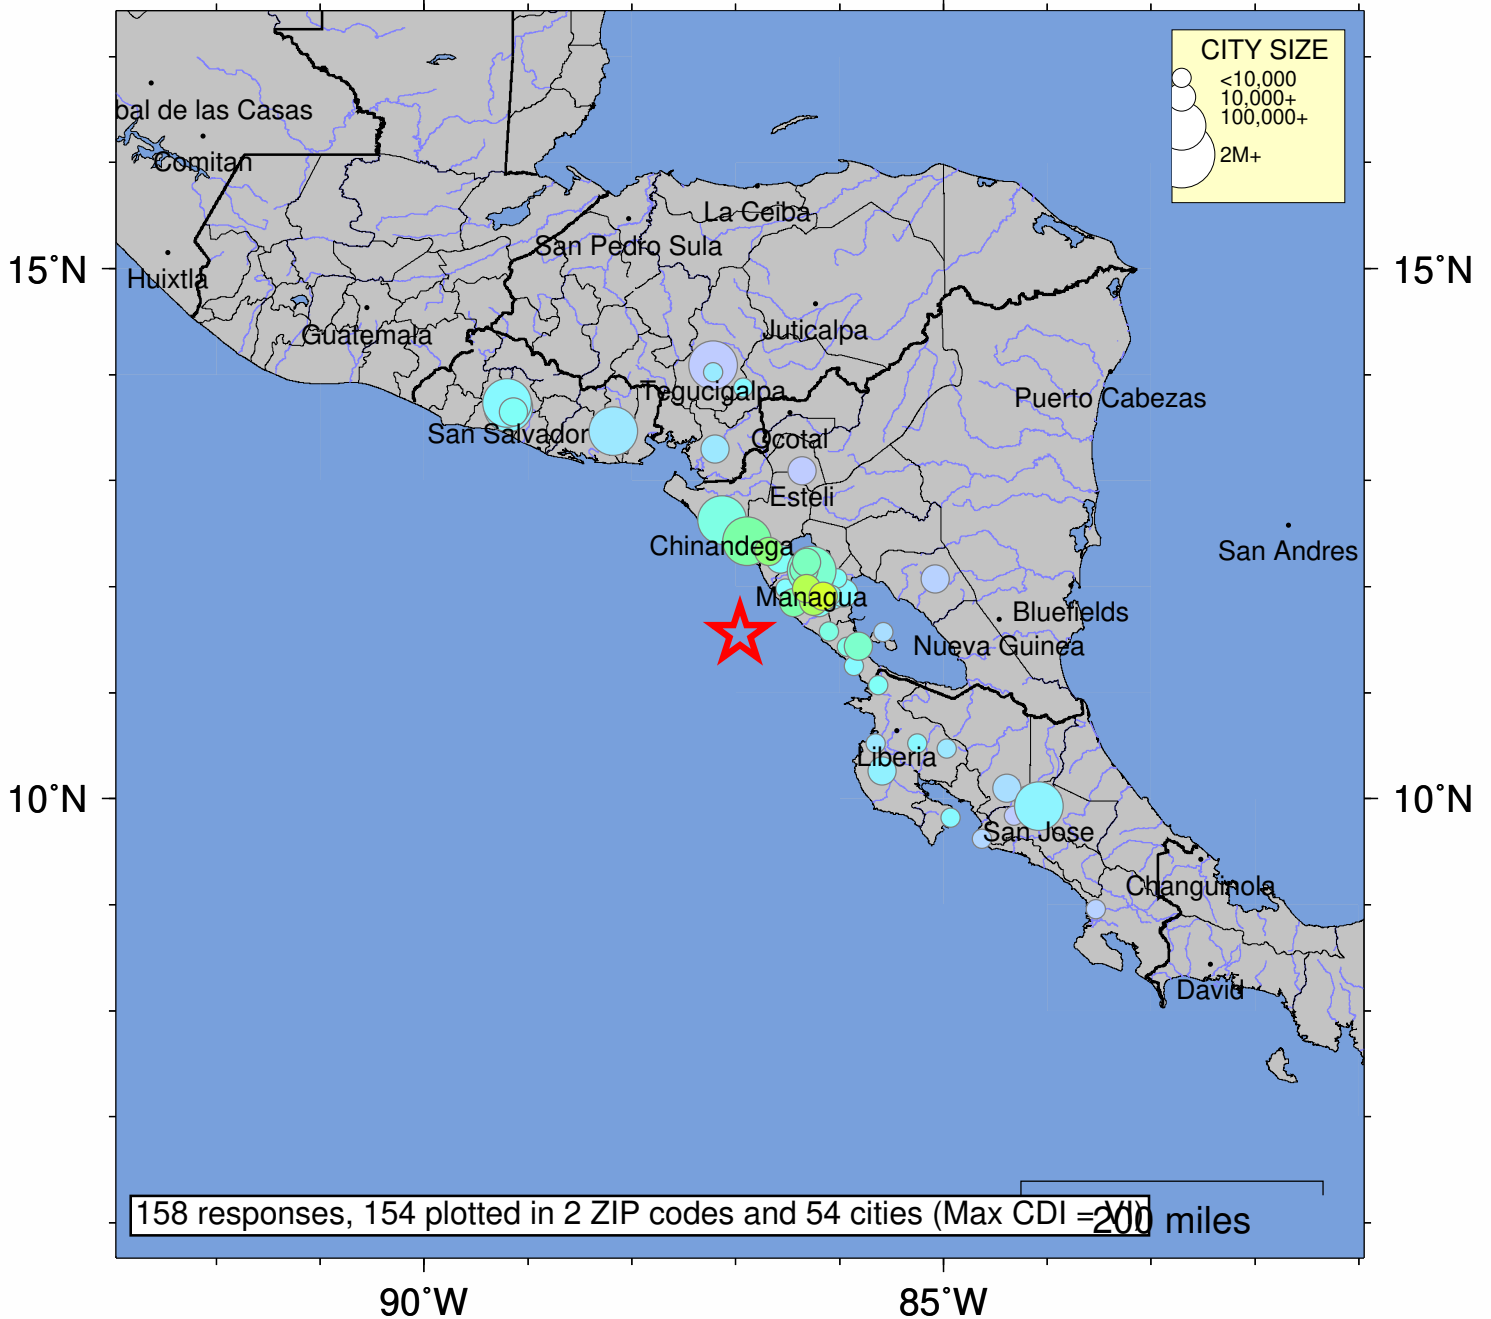 CITY SIZE
<10,000
10,000+
100,000+
2M+
bal de las Casas
Comitan
Huixtla
Guatemala
La Ceiba
San Pedro Sula
Juticalpa
Tegucigalpa
Puerto Cabezas
San Salvador
Ocotal
Esteli
Chinandega
San Andres
Managua
Bluefields
Nueva Guinea
Liberia
San Jose
Changuinola
David
15˚N
15˚N
10˚N
10˚N
158 responses, 154 plotted in 2 ZIP codes and 54 cities (Max CDI = VI)
200 miles
90˚W
85˚W